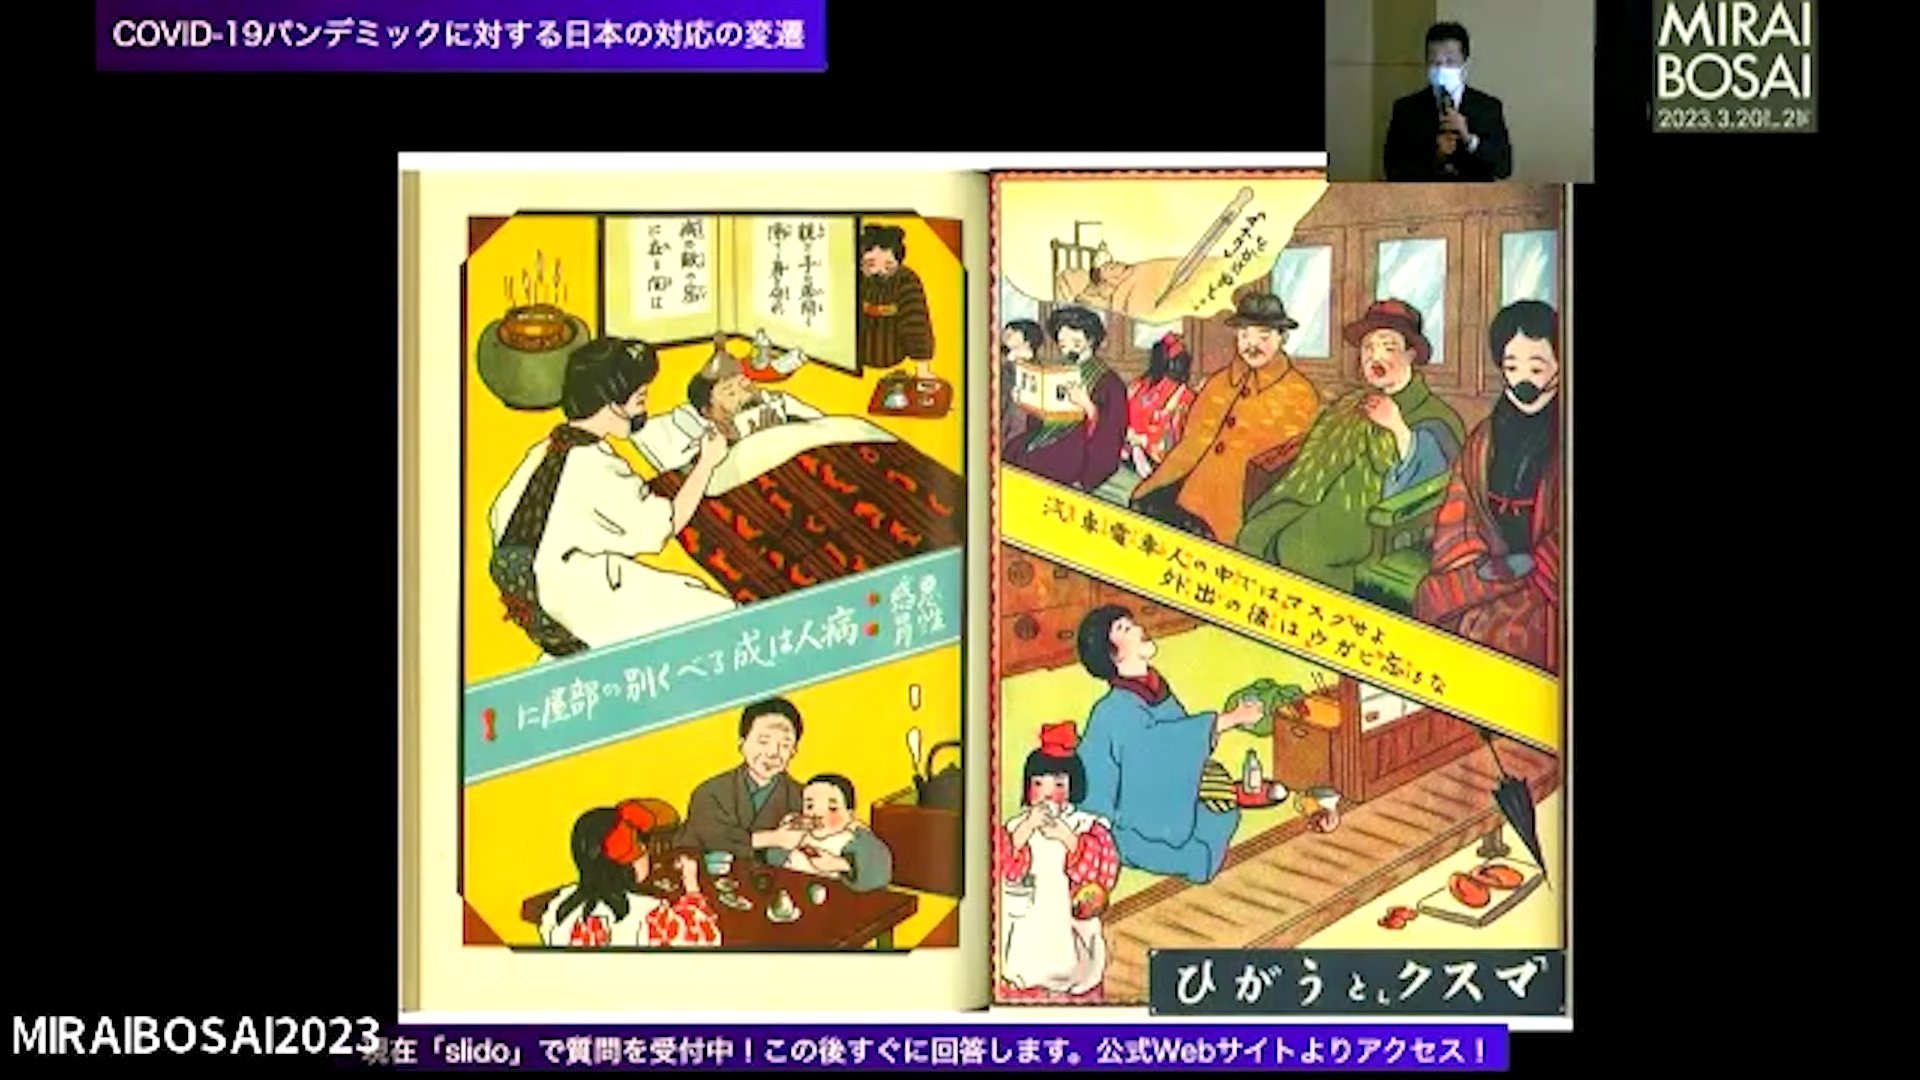 COVID-19パンデミックに対する日本の対応の変遷
MIRAI
BOSAI
2023.3.20
汽車電車人の中ではマスクせよ
外出の後はウガヒ忘るな
マスクとうがひ
悪性感冒
病人は成るべく別の部屋に!
MIRAIBOSAI2023
現在「slido」で質問を受付中!この後すぐに回答します。公式Webサイトよりアクセス!